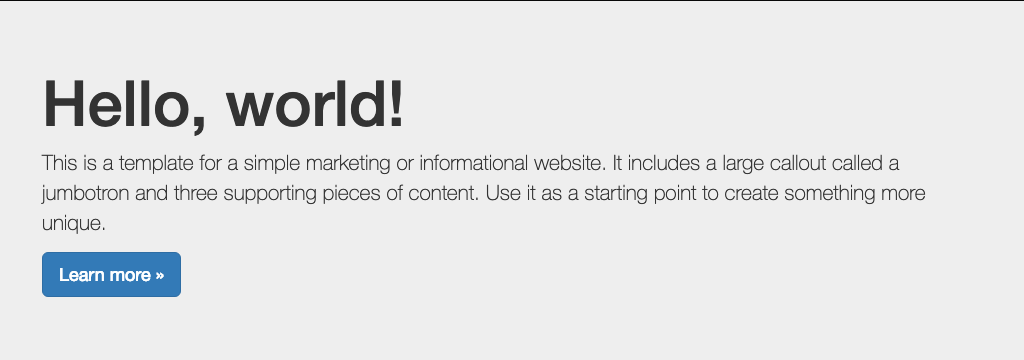 Hello, world!
This is a template for a simple marketing or informational website. It includes a large callout called a
jumbotron and three supporting pieces of content. Use it as a starting point to create something more
unique.
Learn more »